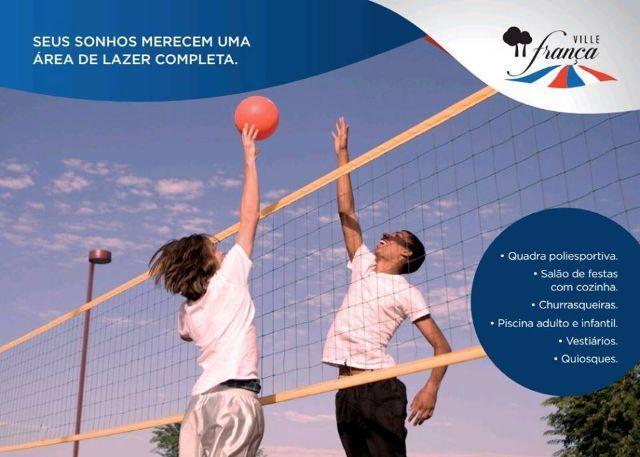 SEUS SONHOS MERECEM UMA
ÁREA DE LAZER COMPLETA.
VILLE
frança
• Quadra poliesportiva.
• Salão de festas
com cozinha.
• Churrasqueiras.
• Piscina adulto e infantil.
• Vestiários.
• Quiosques.